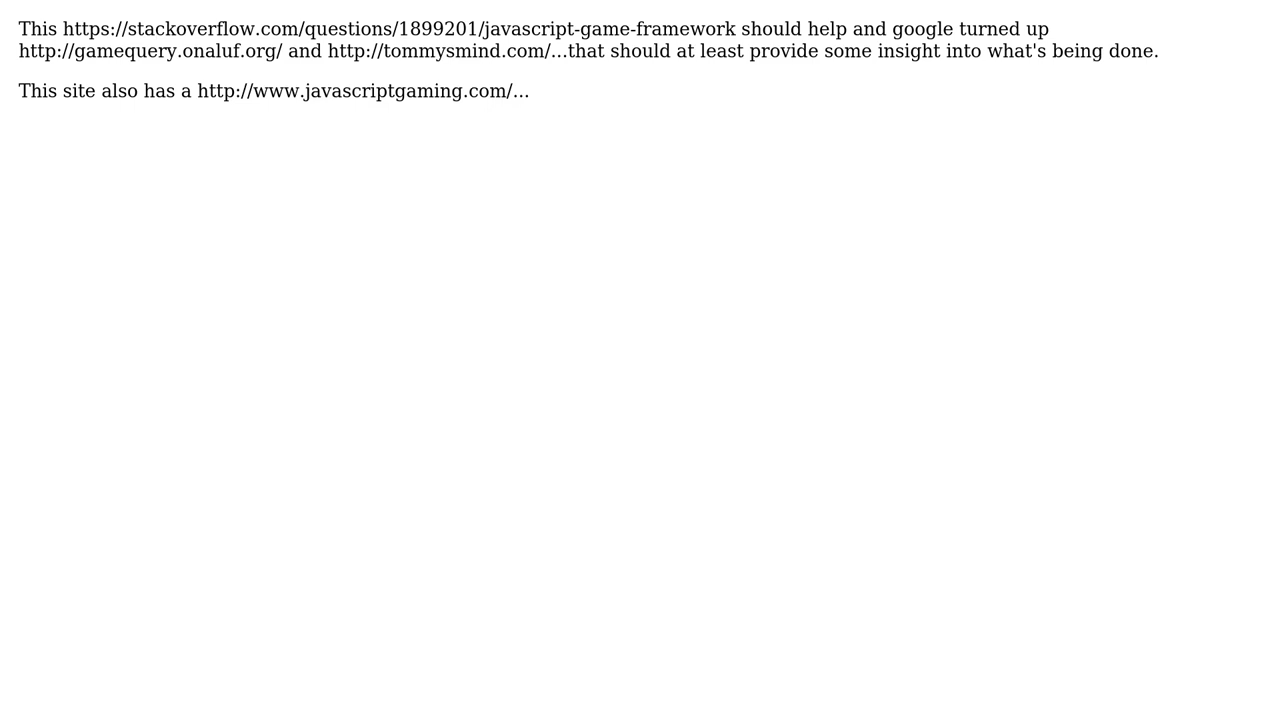 This https://stackoverflow.com/questions/1899201/javascript-game-framework should help and google turned up
http://gamequery.onaluf.org/ and http://tommysmind.com/...that should at least provide some insight into what's being done.
This site also has a http://www.javascriptgaming.com/...